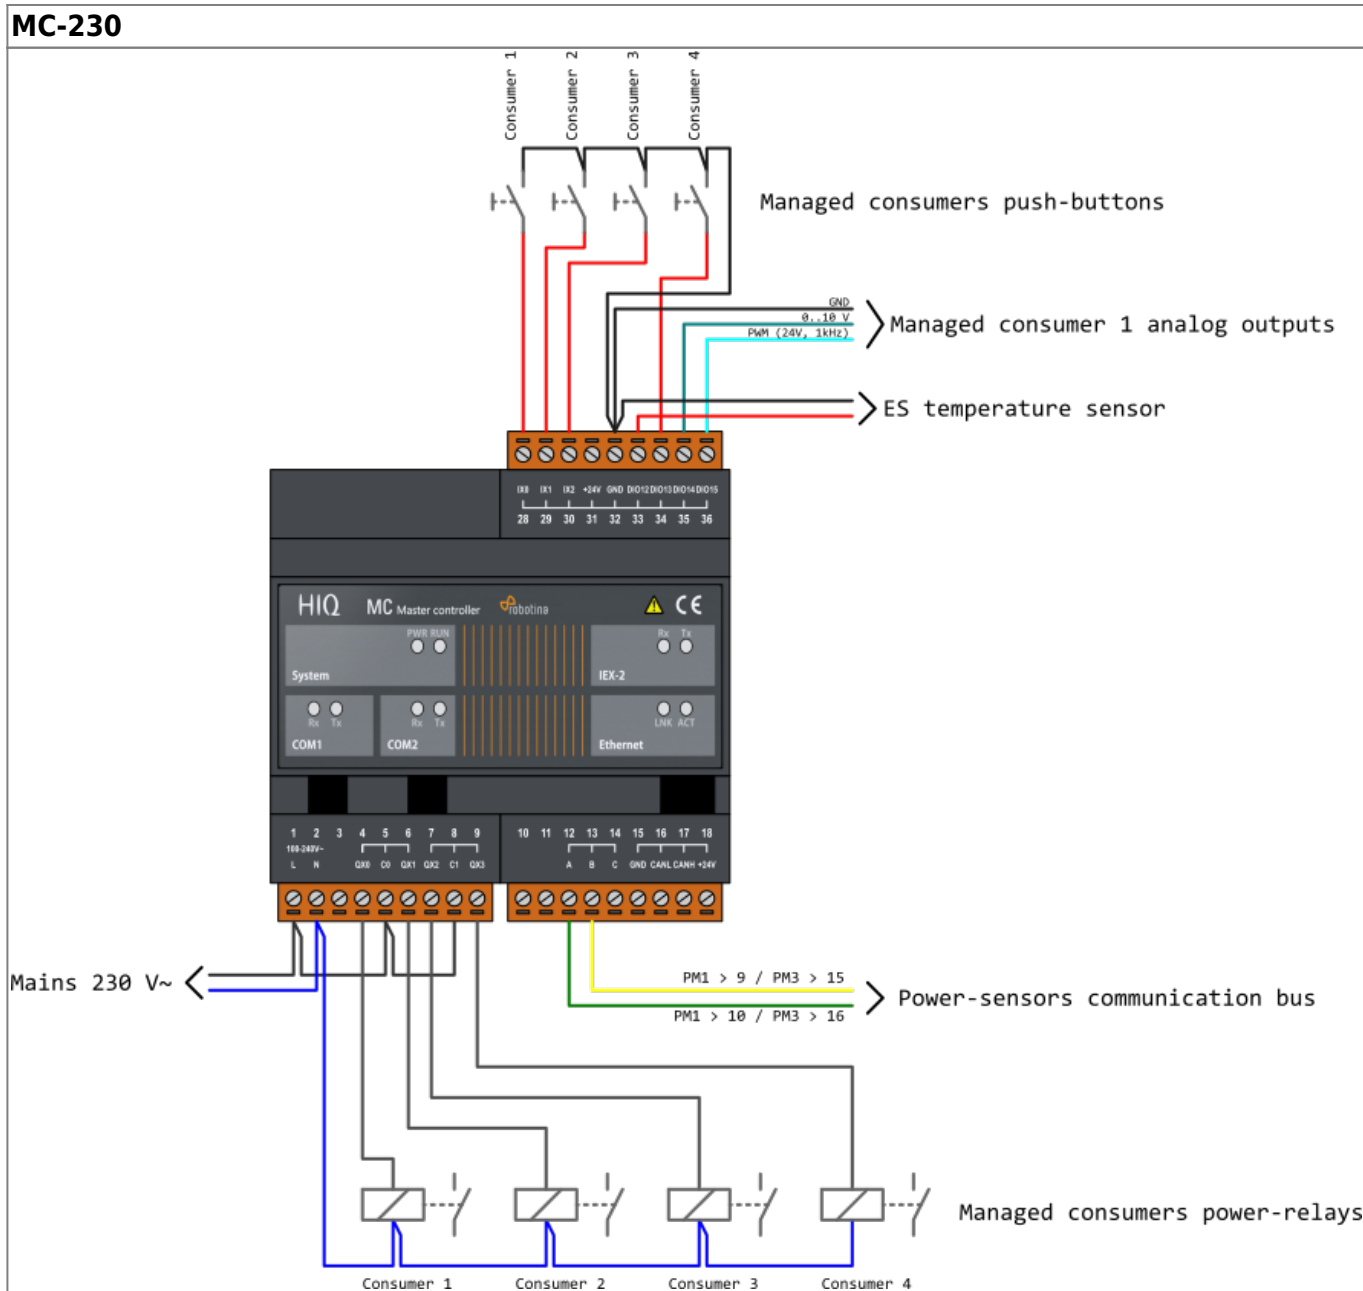 MC-230
Consumer 1
Consumer 2
Consumer 3
Consumer 4
Managed consumers push-buttons
GND
0..10 V
PWM (24V, 1kHz)
Managed consumer 1 analog outputs
ES temperature sensor
IX0 IX1 IX2 +24V GND DIO12 DIO13 DIO14 DIO15
28 29 30 31 32 33 34 35 36
HIQ MC Master controller robotina CE
PWR RUN
Rx Tx
System
IEX-2
Rx Tx
Rx Tx
LNK ACT
COM1
COM2
Ethernet
1 2 3 4 5 6 7 8 9 10 11 12 13 14 15 16 17 18
100-240V~
L N QX0 C0 QX1 QX2 C1 QX3 A B C GND CANL CANH +24V
Mains 230 V~
PM1 > 9 / PM3 > 15
Power-sensors communication bus
PM1 > 10 / PM3 > 16
Managed consumers power-relays
Consumer 1
Consumer 2
Consumer 3
Consumer 4